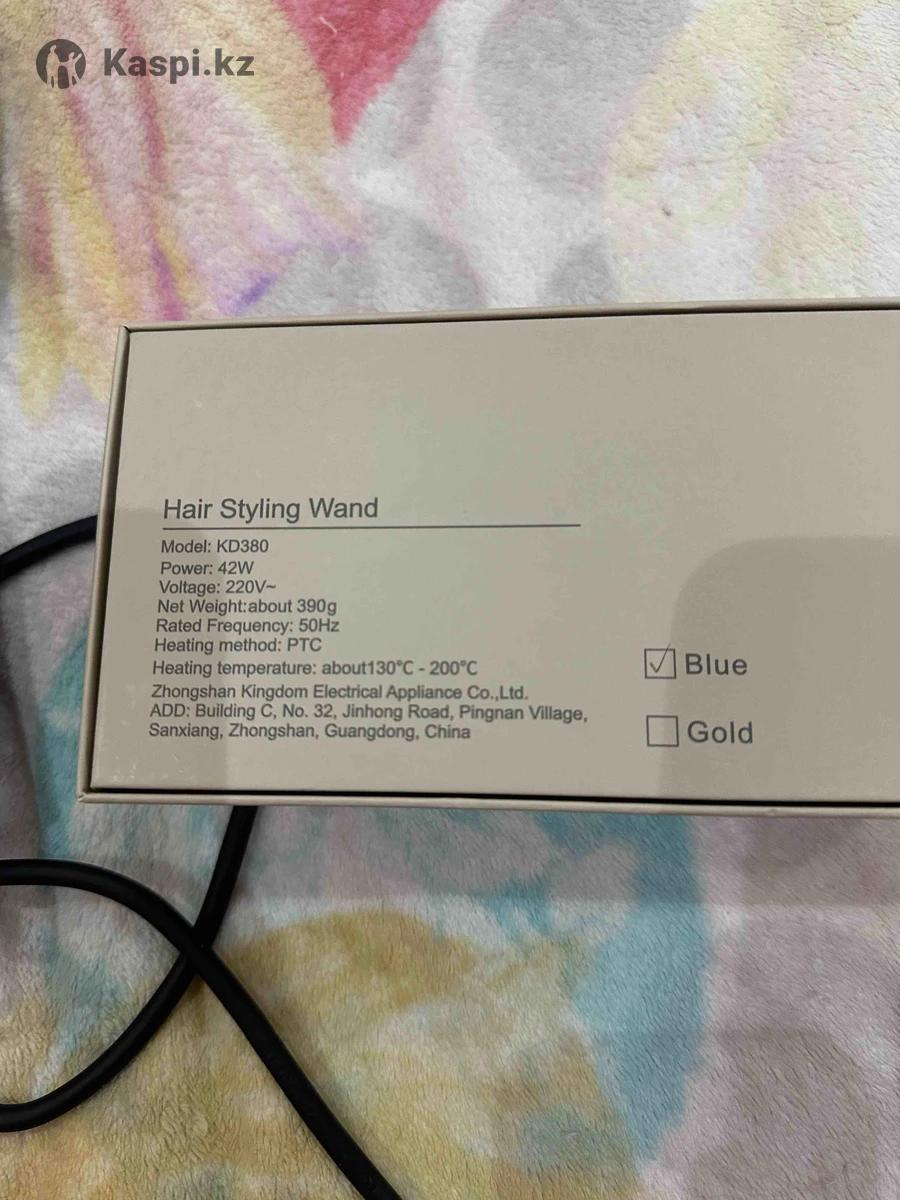 Kaspi.kz
Hair Styling Wand
Model: KD380
Power: 42W
Voltage: 220V~
Net Weight:about 390g
Rated Frequency: 50Hz
Heating method: PTC
Heating temperature: about130°C - 200°C
Zhongshan Kingdom Electrical Appliance Co.,Ltd.
ADD: Building C, No. 32, Jinhong Road, Pingnan Village,
Sanxiang, Zhongshan, Guangdong, China
Blue
Gold